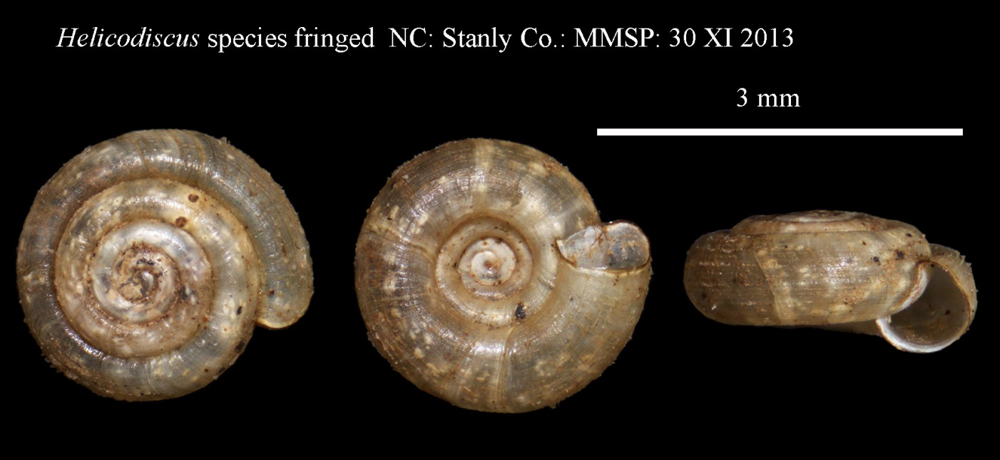 Helicodiscus species fringed NC: Stanly Co.: MMSP: 30 XI 2013
3 mm